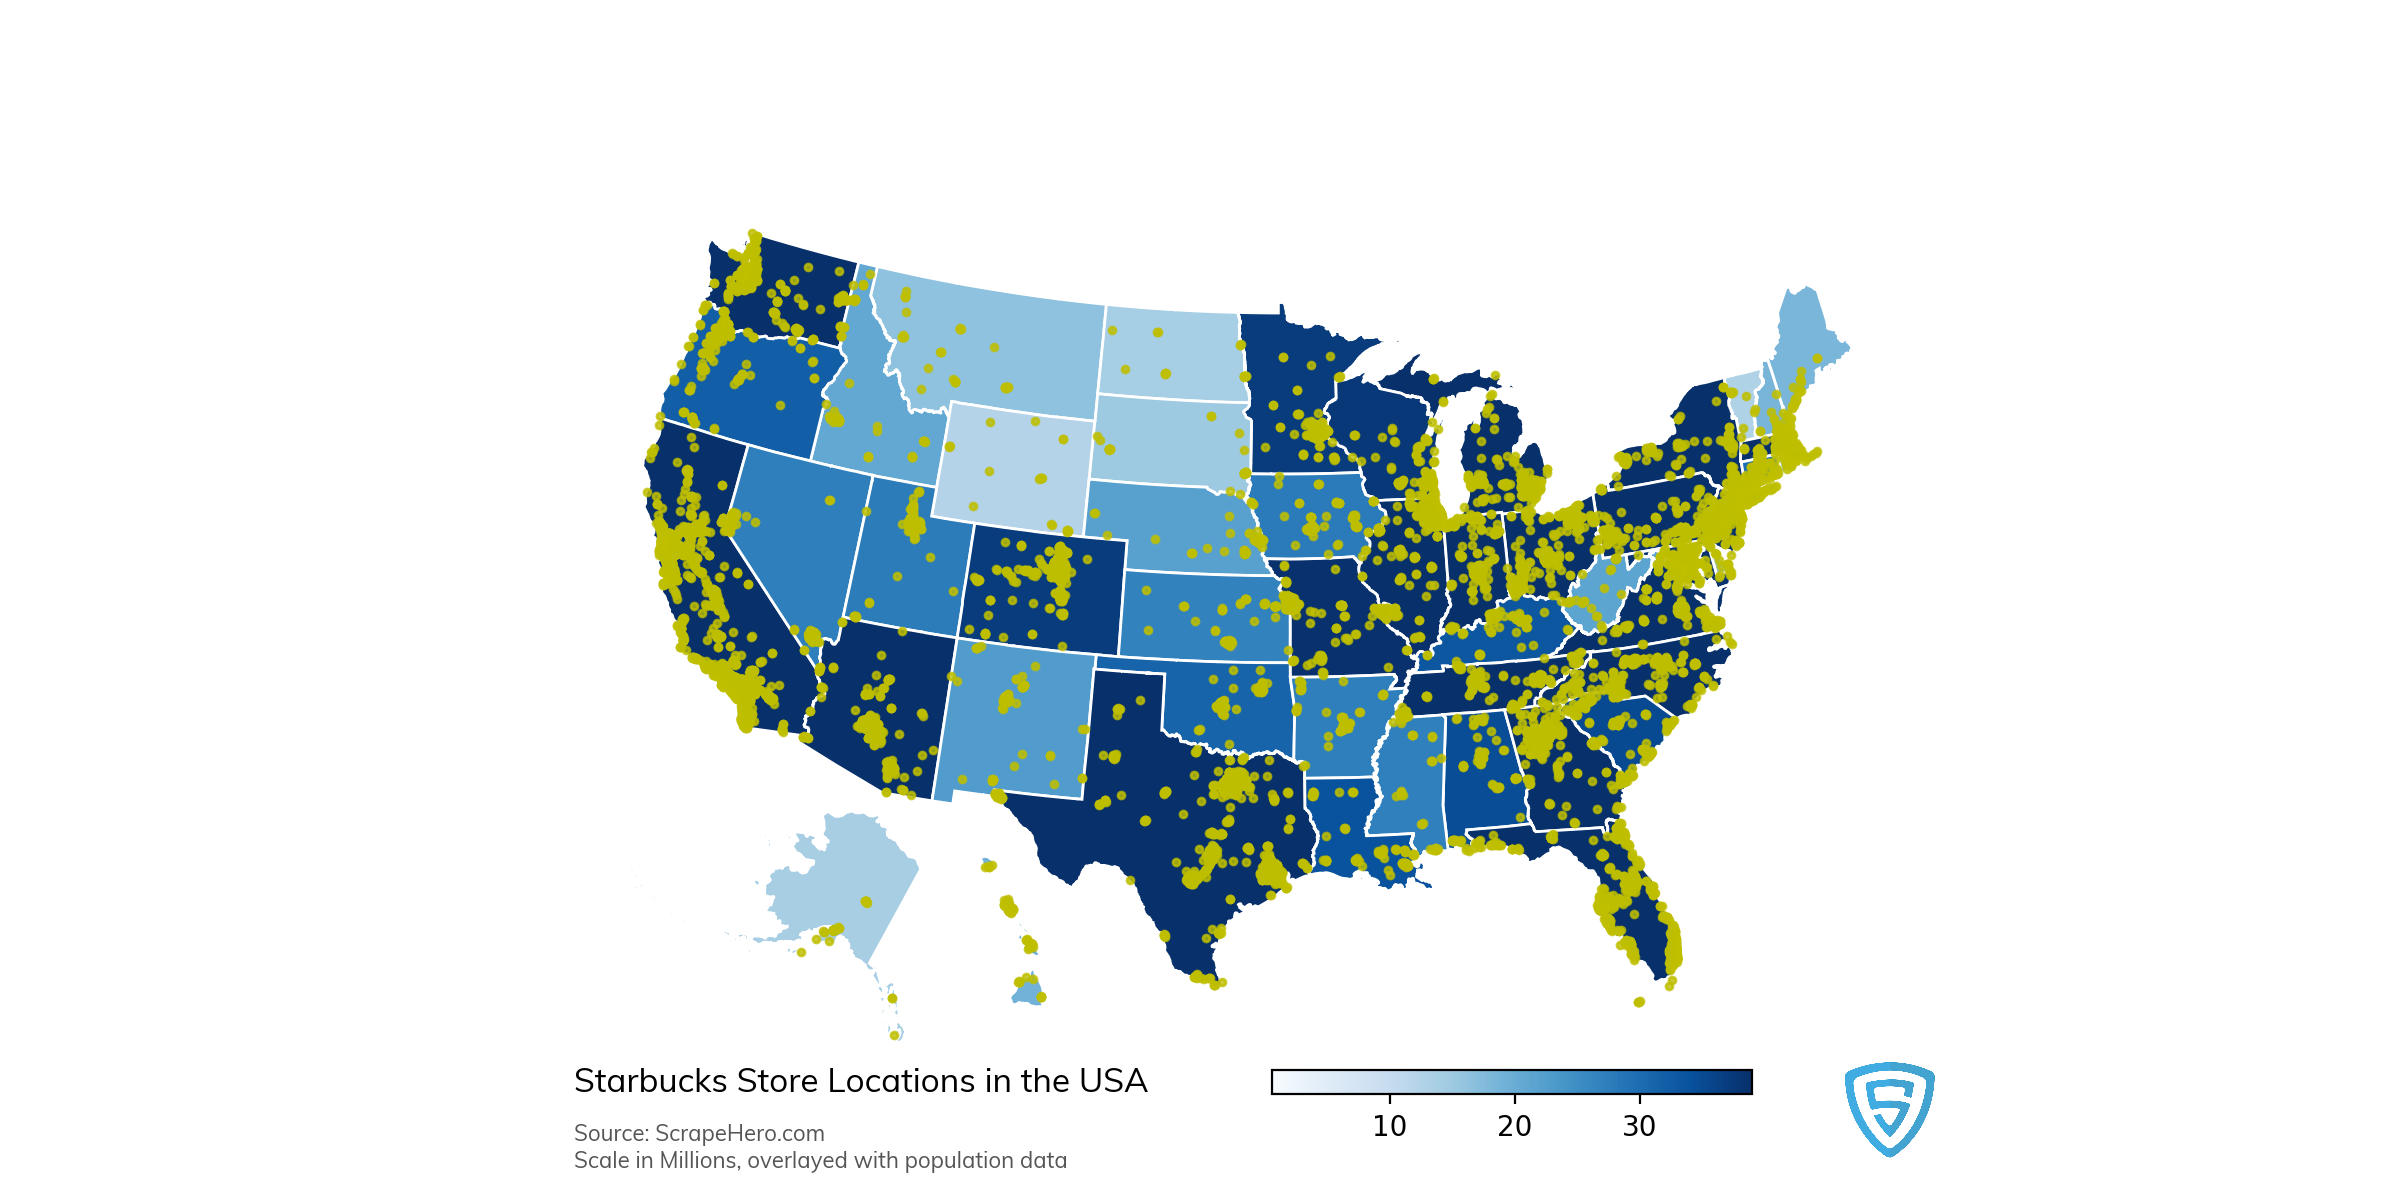 Starbucks Store Locations in the USA
Source: ScrapeHero.com
Scale in Millions, overlayed with population data
10 20 30